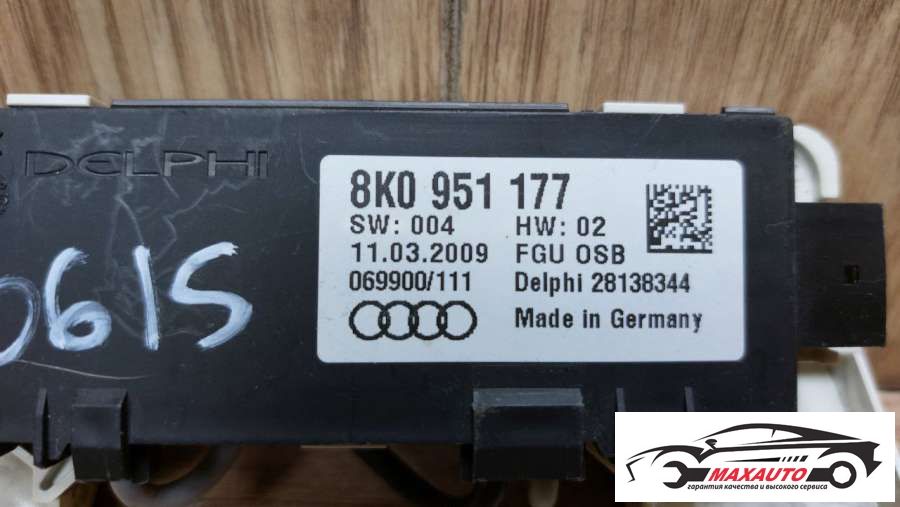 DELPHI
8K0 951 177
SW: 004 HW: 02
11.03.2009 FGU OSB
069900/111 Delphi 28138344
Made in Germany
MAXAUTO
гарантия качества и высокого сервиса